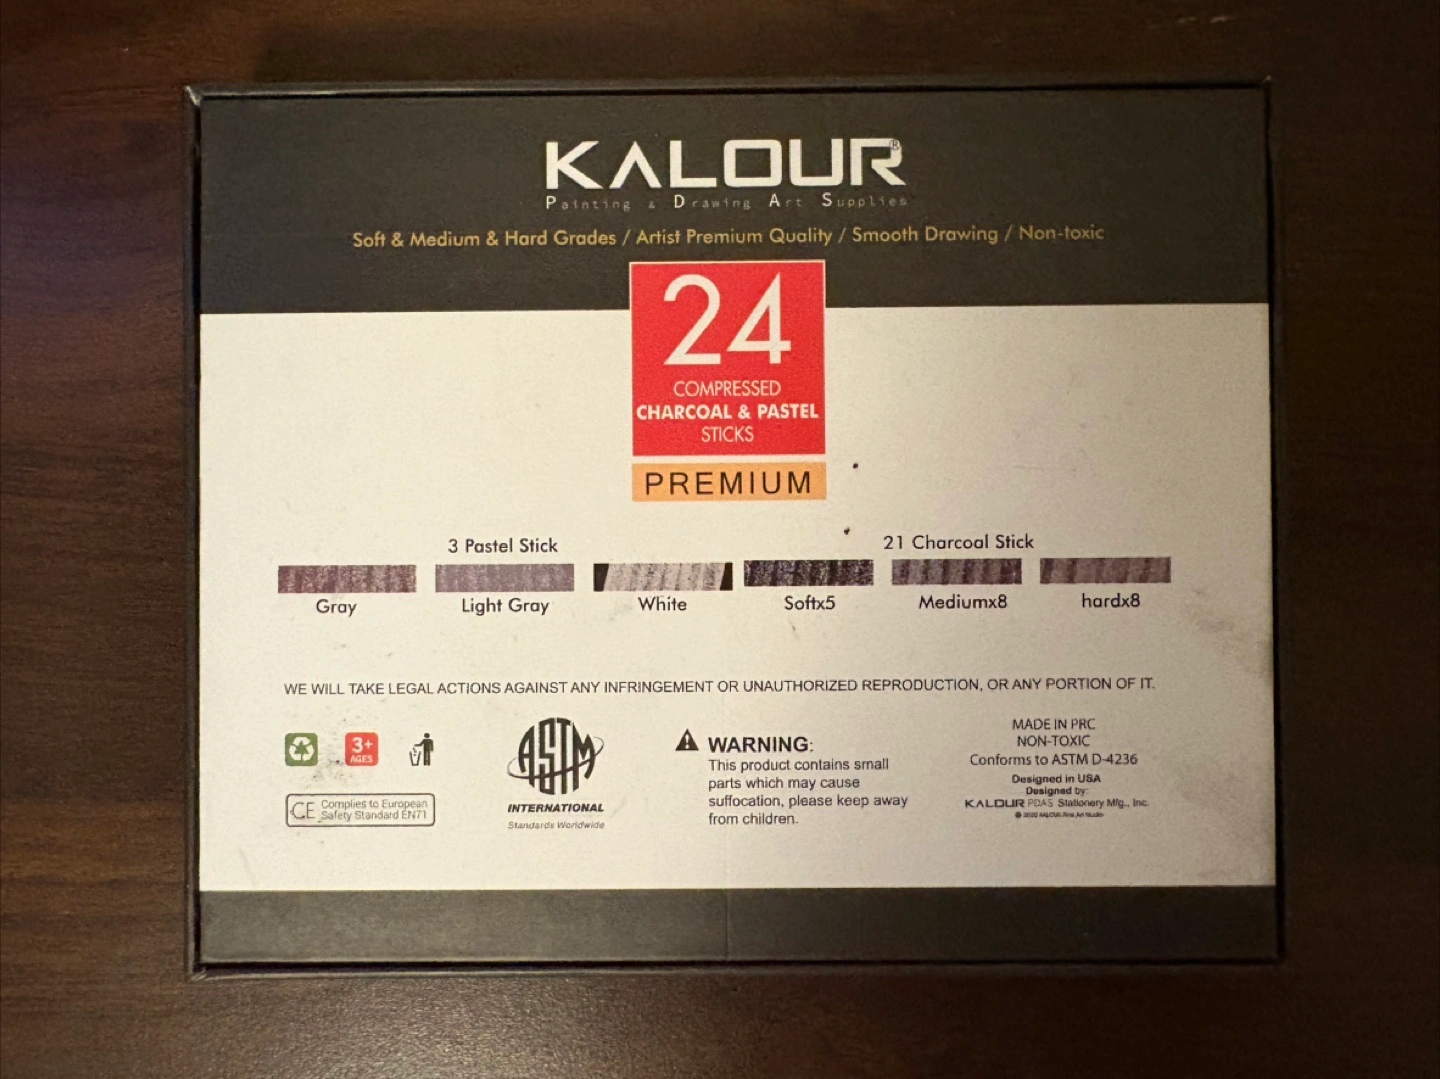 KALOUR®
Painting & Drawing Art Supplies
Soft & Medium & Hard Grades / Artist Premium Quality / Smooth Drawing / Non-toxic
24
COMPRESSED
CHARCOAL & PASTEL
STICKS
PREMIUM
3 Pastel Stick
21 Charcoal Stick
Gray
Light Gray
White
Softx5
Mediumx8
hardx8
WE WILL TAKE LEGAL ACTIONS AGAINST ANY INFRINGEMENT OR UNAUTHORIZED REPRODUCTION, OR ANY PORTION OF IT.
3+
AGES
CE Complies to European
Safety Standard EN71
ASTM
INTERNATIONAL
Standards Worldwide
WARNING:
This product contains small
parts which may cause
suffocation, please keep away
from children.
MADE IN PRC
NON-TOXIC
Conforms to ASTM D-4236
Designed in USA
Designed by:
KALOUR PDAS Stationery Mfg., Inc.
© 2020 KALOUR Fine Art Studio